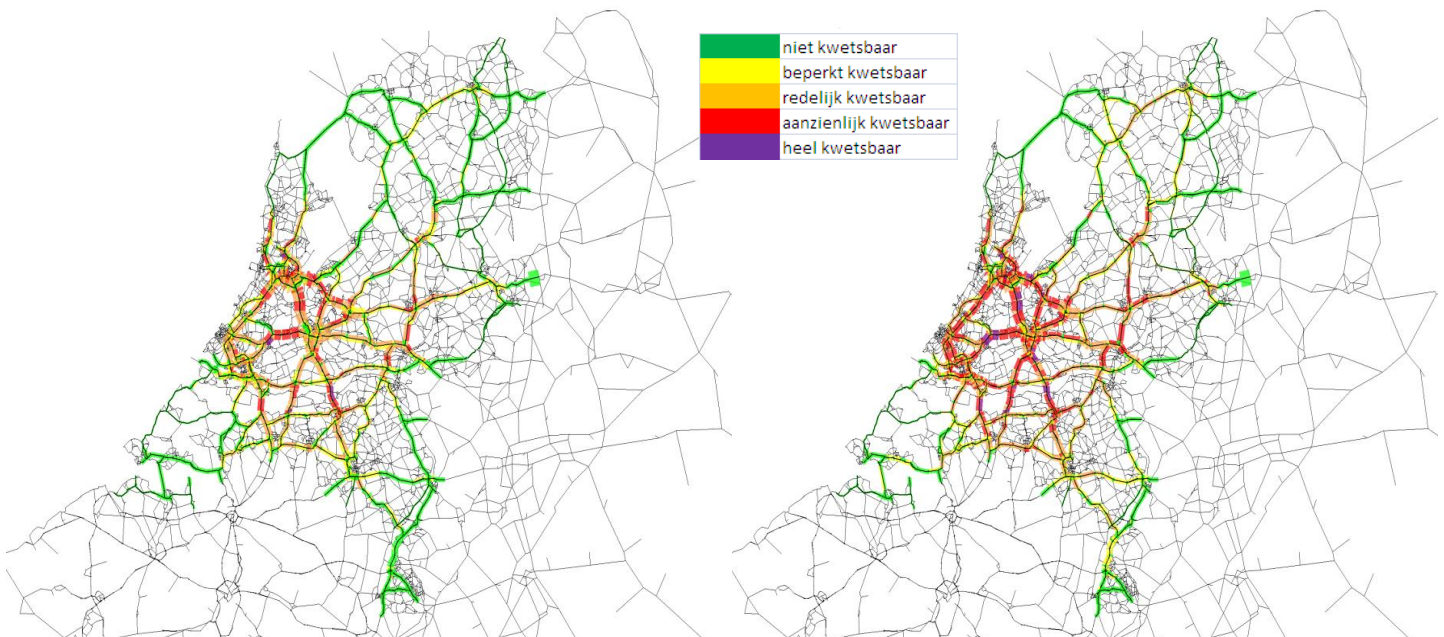 niet kwetsbaar
beperkt kwetsbaar
redelijk kwetsbaar
aanzienlijk kwetsbaar
heel kwetsbaar